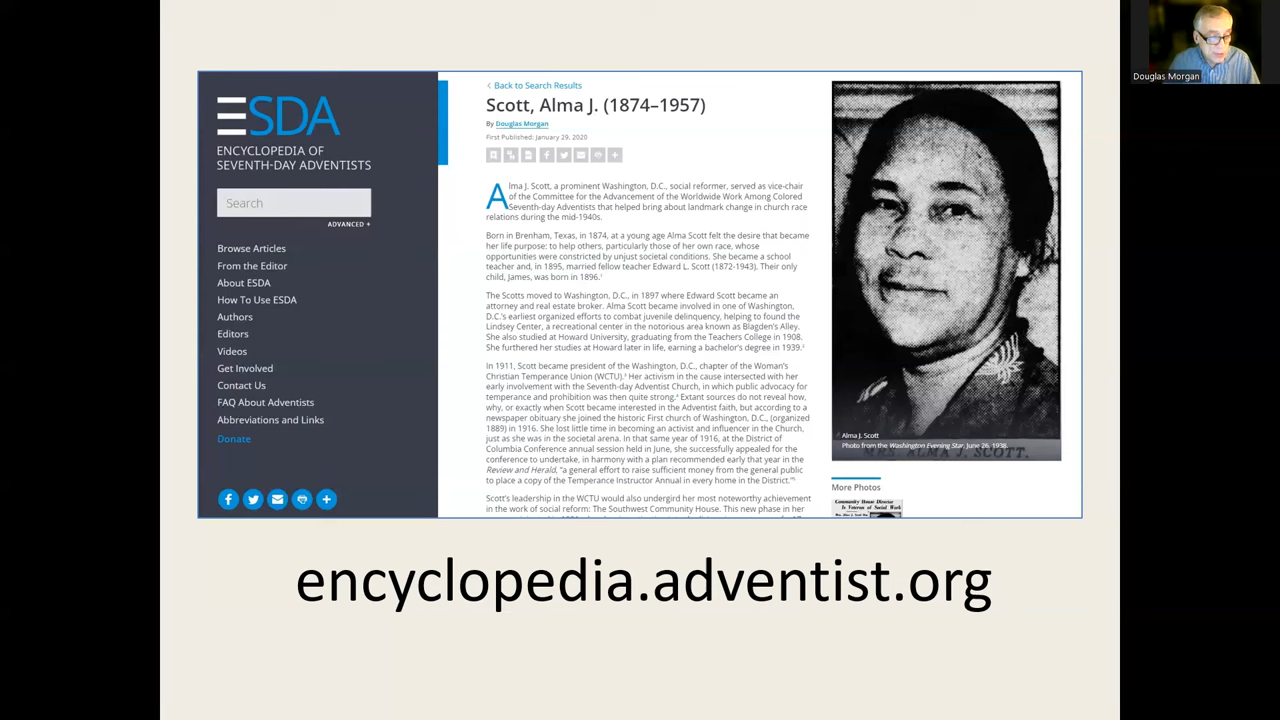 ESDA
ENCYCLOPEDIA OF
SEVENTH-DAY ADVENTISTS
Search
ADVANCED +
Browse Articles
From the Editor
About ESDA
How To Use ESDA
Authors
Editors
Videos
Get Involved
Contact Us
FAQ About Adventists
Abbreviations and Links
Donate
Back to Search Results
Scott, Alma J. (1874–1957)
By Douglas Morgan
First Published: January 29, 2020
Alma J. Scott, a prominent Washington, D.C., social reformer, served as vice-chair
of the Committee for the Advancement of the Worldwide Work Among Colored
Seventh-day Adventists that helped bring about landmark change in church race
relations during the mid-1940s.
Born in Brenham, Texas, in 1874, at a young age Alma Scott felt the desire that became
her life purpose: to help others, particularly those of her own race, whose
opportunities were constricted by unjust societal conditions. She became a school
teacher and, in 1895, married fellow teacher Edward L. Scott (1872-1943). Their only
child, James, was born in 1896.¹
The Scotts moved to Washington, D.C., in 1897 where Edward Scott became an
attorney and real estate broker. Alma Scott became involved in one of Washington,
D.C.'s earliest organized efforts to combat juvenile delinquency, helping to found the
Lindsey Center, a recreational center in the notorious area known as Blagden's Alley.
She also studied at Howard University, graduating from the Teachers College in 1908.
She furthered her studies at Howard later in life, earning a bachelor's degree in 1939.²
In 1911, Scott became president of the Washington, D.C., chapter of the Woman's
Christian Temperance Union (WCTU).³ Her activism in the cause intersected with her
early involvement with the Seventh-day Adventist Church, in which public advocacy for
temperance and prohibition was then quite strong.⁴ Extant sources do not reveal how,
why, or exactly when Scott became interested in the Adventist faith, but according to a
newspaper obituary she joined the historic First church of Washington, D.C., (organized
1889) in 1916. She lost little time in becoming an activist and influencer in the Church,
just as she was in the societal arena. In that same year of 1916, at the District of
Columbia Conference annual session held in June, she successfully appealed for the
conference to undertake, in harmony with a plan recommended early that year in the
Review and Herald, "a general effort to raise sufficient money from the general public
to place a copy of the Temperance Instructor Annual in every home in the District."⁵
Scott's leadership in the WCTU would also undergird her most noteworthy achievement
in the work of social reform: The Southwest Community House. This new phase in her
Alma J. Scott
Photo from the Washington Evening Star, June 26, 1938.
MRS. ALMA J. SCOTT.
More Photos
Community House Director
Is Veteran of Social Work
encyclopedia.adventist.org
Douglas Morgan